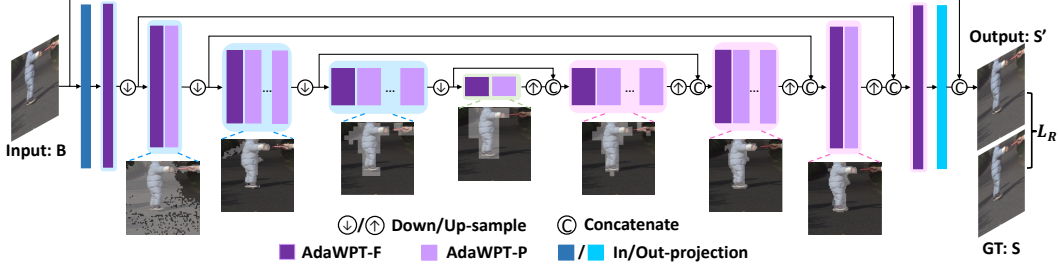 Output: S'
Input: B
L_R
GT: S
... ... ... ...
C C C C C
↓/↑ Down/Up-sample
C Concatenate
AdaWPT-F
AdaWPT-P
/ In/Out-projection